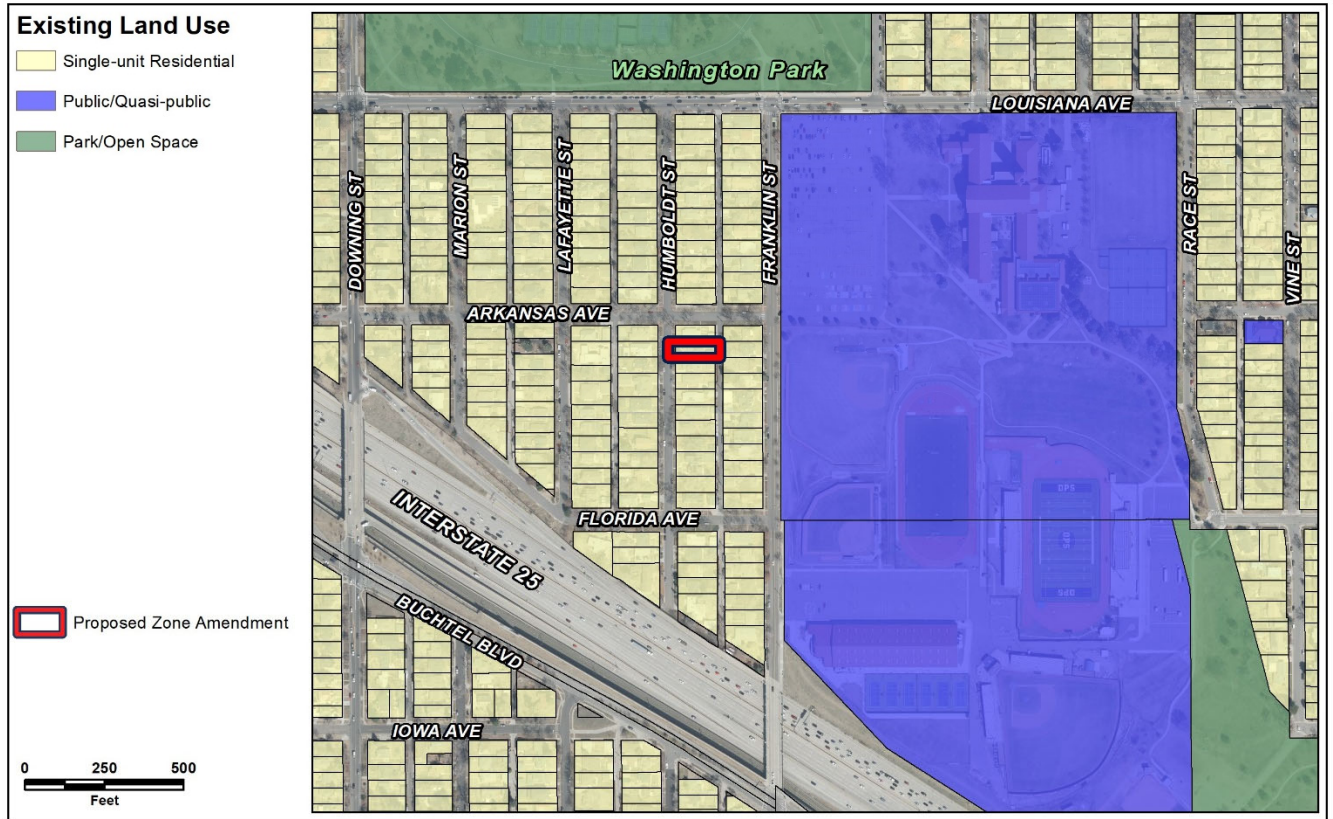 Existing Land Use
Single-unit Residential
Public/Quasi-public
Park/Open Space
Proposed Zone Amendment
0 250 500
Feet
Washington Park
LOUISIANA AVE
DOWNING ST
MARION ST
LAFAYETTE ST
HUMBOLDT ST
FRANKLIN ST
RACE ST
VINE ST
ARKANSAS AVE
FLORIDA AVE
INTERSTATE 25
BUCHTEL BLVD
IOWA AVE
DPS
DPS